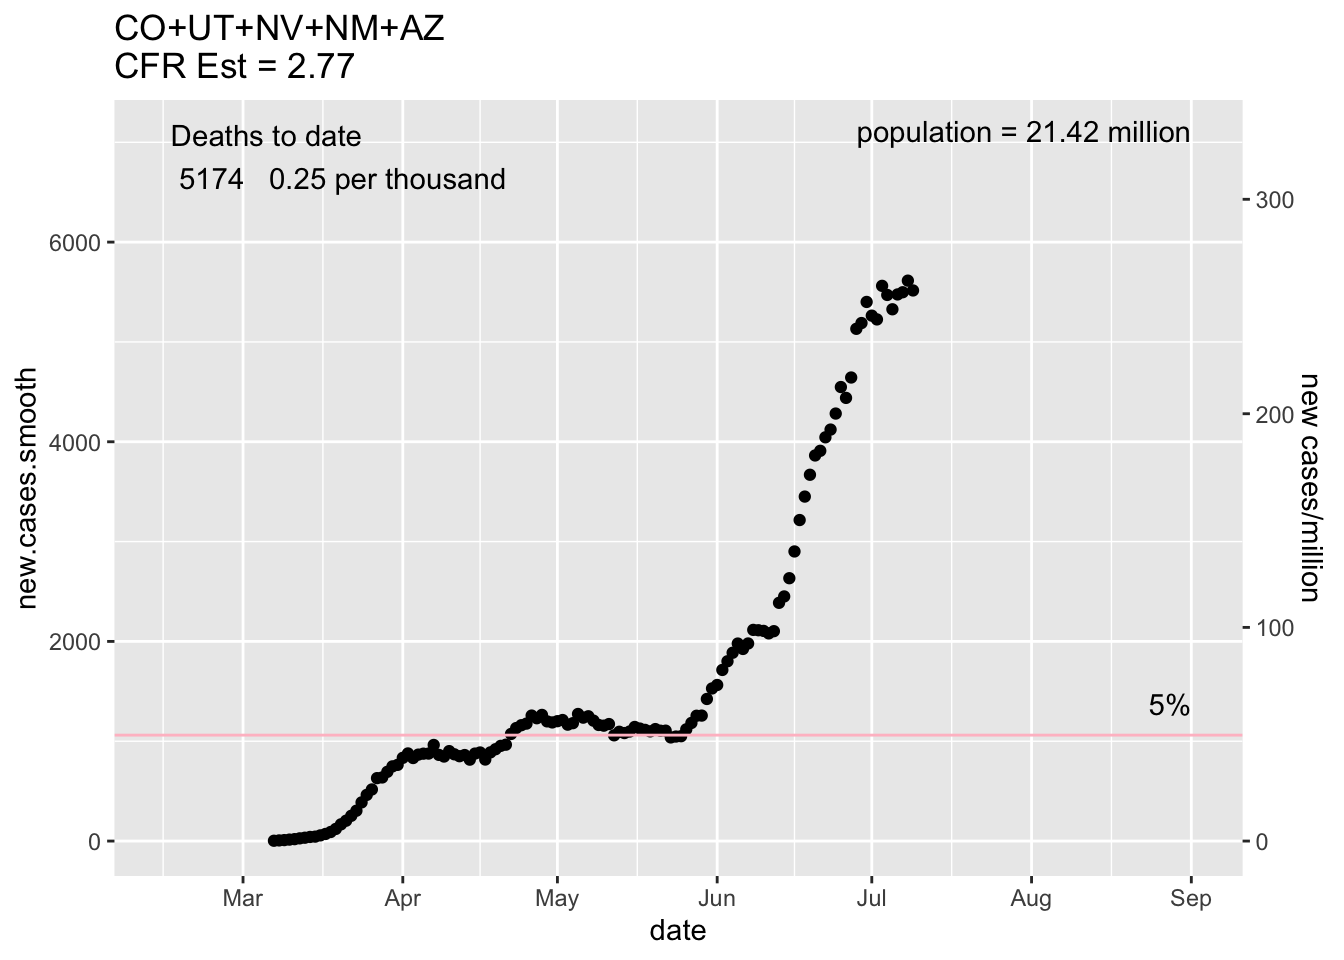 CO+UT+NV+NM+AZ
CFR Est = 2.77
Deaths to date
5174 0.25 per thousand
population = 21.42 million
6000
4000
2000
0
new.cases.smooth
300
200
100
0
new cases/million
5%
Mar Apr May Jun Jul Aug Sep
date